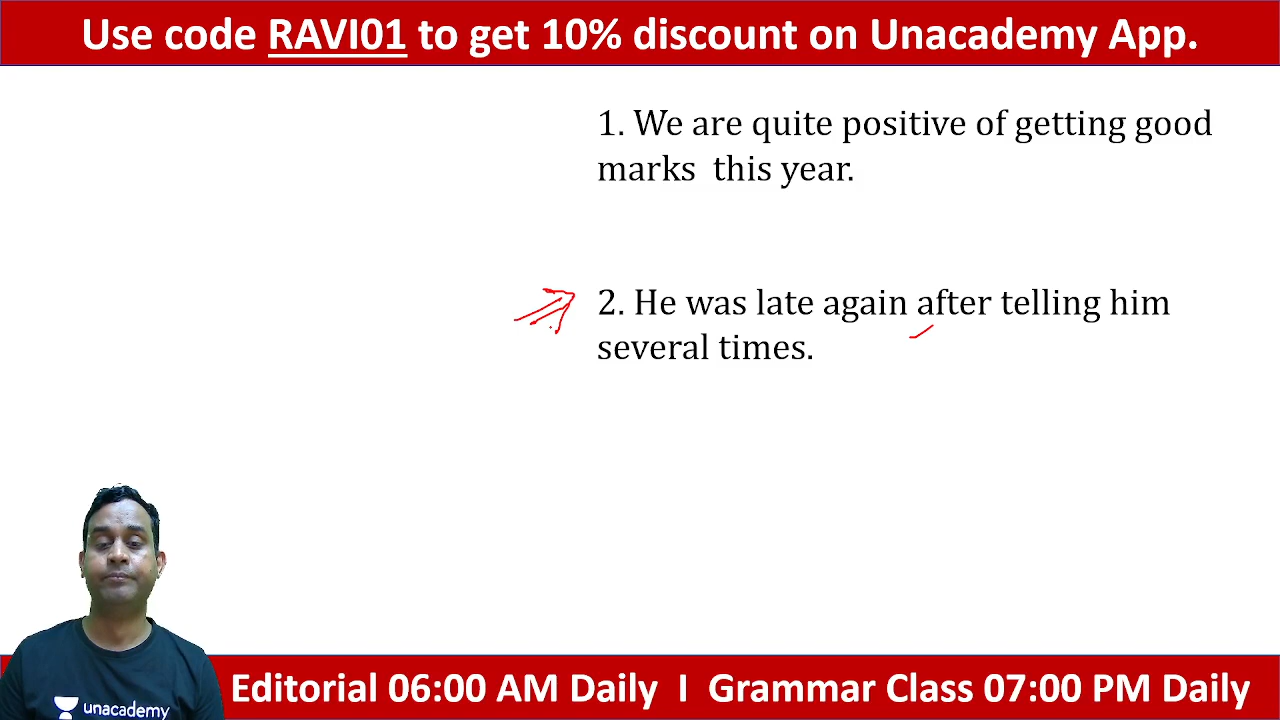 Use code RAVI01 to get 10% discount on Unacademy App.
1. We are quite positive of getting good
marks this year.
2. He was late again after telling him
several times.
unacademy
Editorial 06:00 AM Daily I Grammar Class 07:00 PM Daily